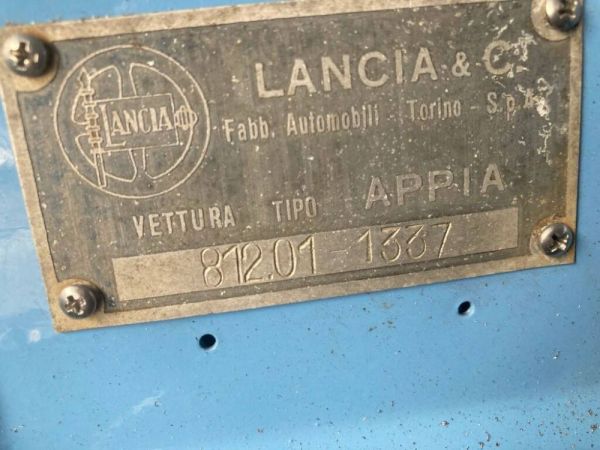 LANCIA
LANCIA & C.
Fabb. Automobili - Torino - S.p.A.
VETTURA TIPO APPIA
812.01-1337